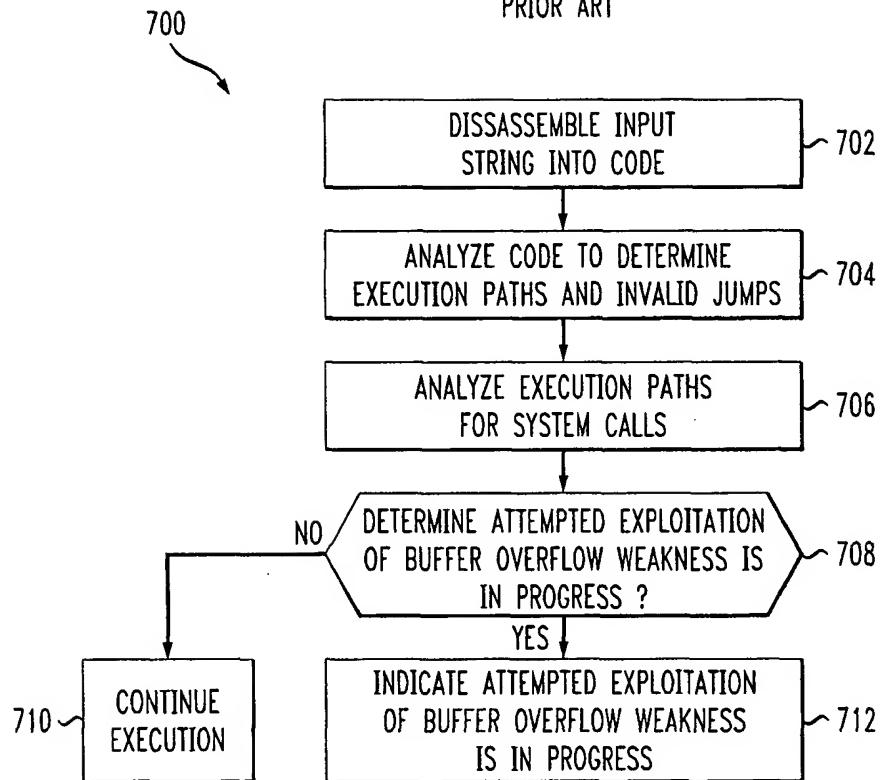 PRIOR ART
700
DISSASSEMBLE INPUT
STRING INTO CODE
702
ANALYZE CODE TO DETERMINE
EXECUTION PATHS AND INVALID JUMPS
704
ANALYZE EXECUTION PATHS
FOR SYSTEM CALLS
706
NO
DETERMINE ATTEMPTED EXPLOITATION
OF BUFFER OVERFLOW WEAKNESS IS
IN PROGRESS ?
708
YES
710
CONTINUE
EXECUTION
INDICATE ATTEMPTED EXPLOITATION
OF BUFFER OVERFLOW WEAKNESS
IS IN PROGRESS
712